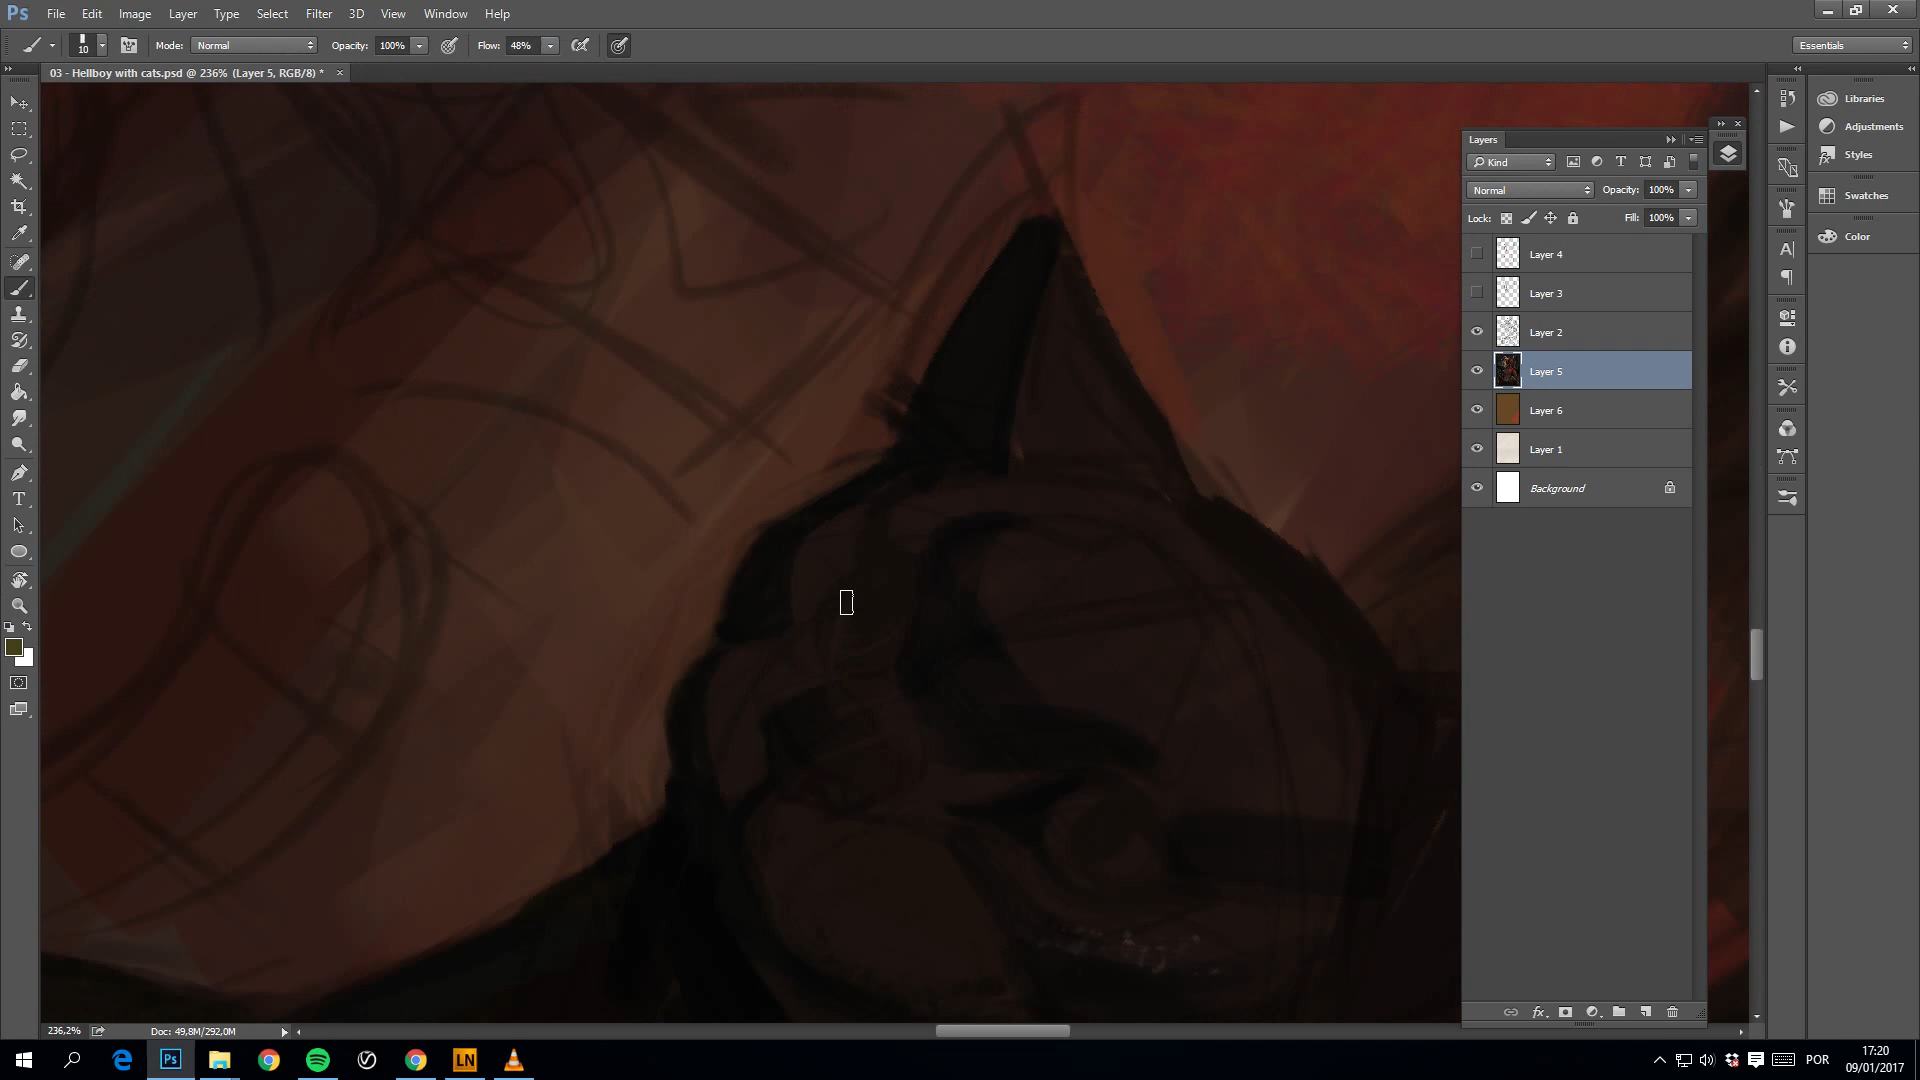 Ps File Edit Image Layer Type Select Filter 3D View Window Help
10 Mode: Normal Opacity: 100% Flow: 48% Essentials
03 - Hellboy with cats.psd @ 236% (Layer 5, RGB/8) * ×
Libraries
Adjustments
Styles
Swatches
Color
Layers
Kind
Normal Opacity: 100%
Lock: Fill: 100%
Layer 4
Layer 3
Layer 2
Layer 5
Layer 6
Layer 1
Background
236,2% Doc: 49,8M/292,0M
Ps LN POR 17:20
09/01/2017